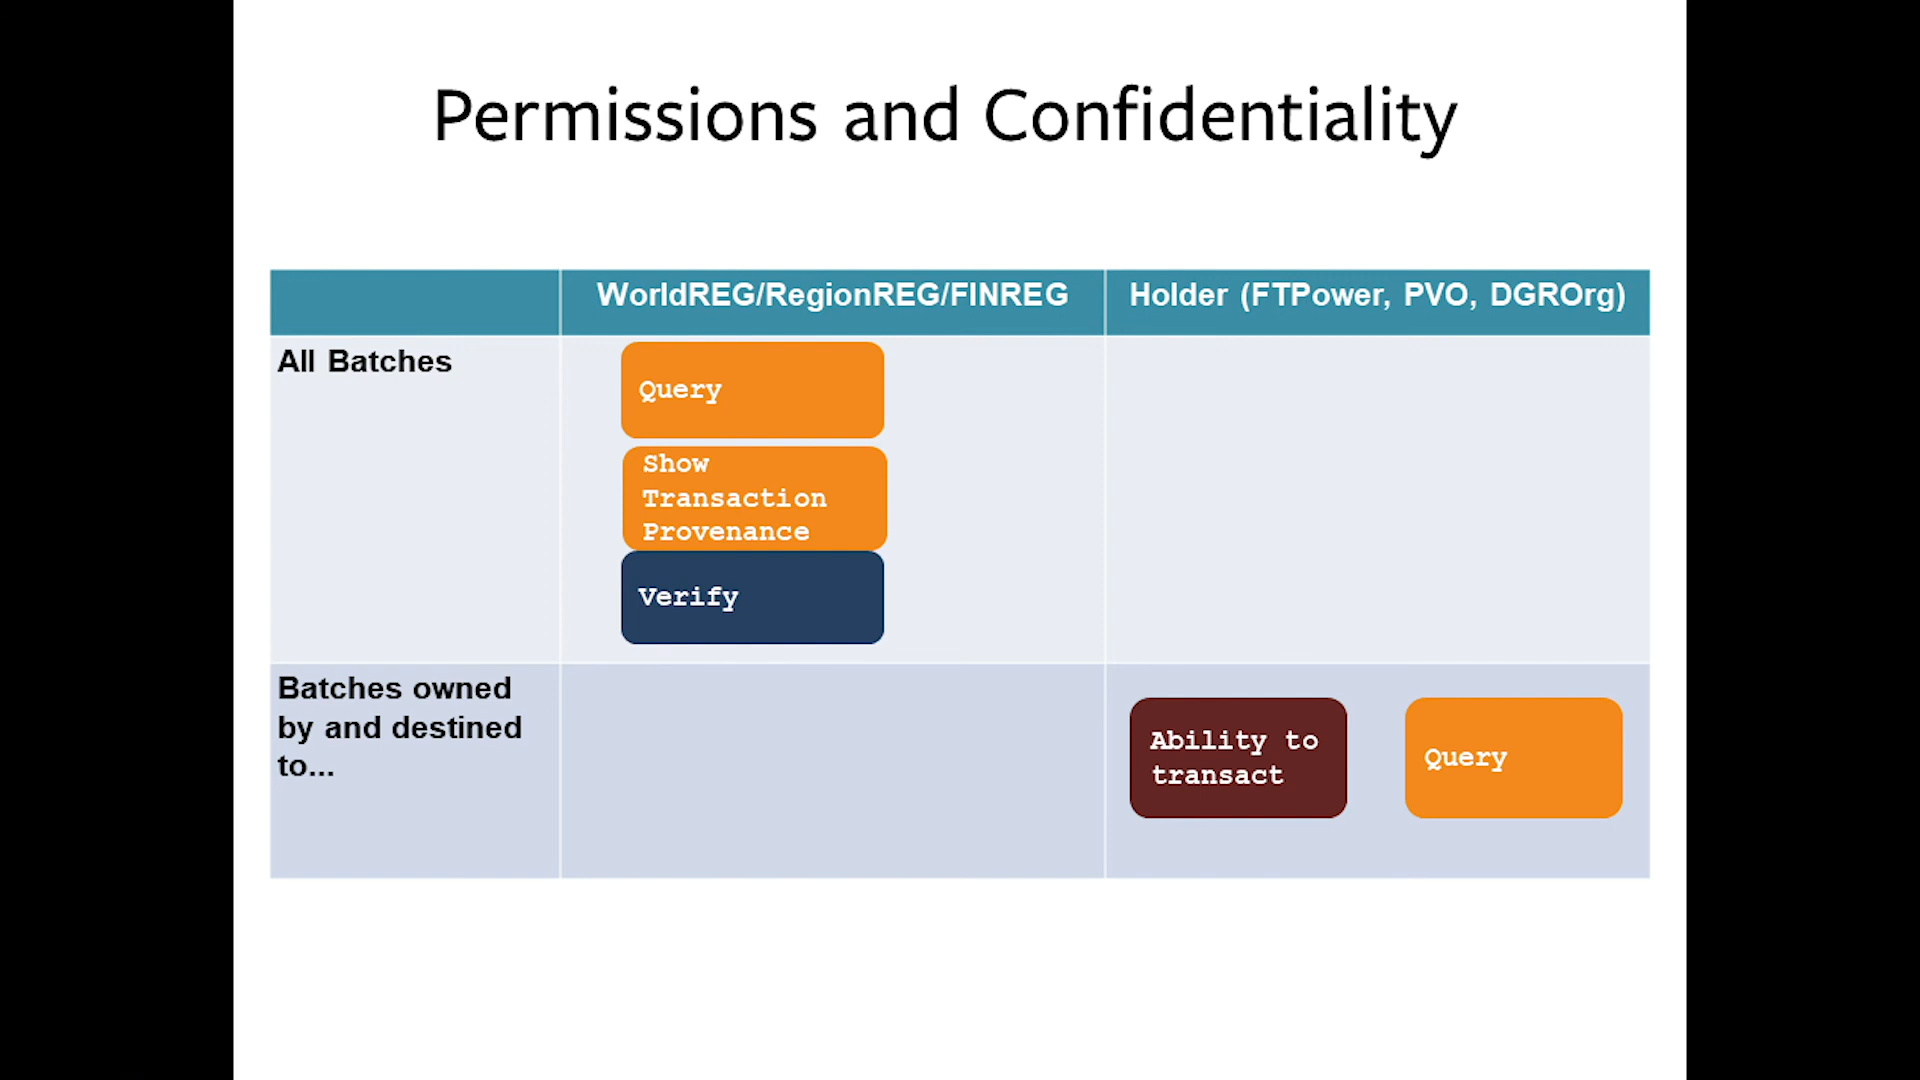 Permissions and Confidentiality
WorldREG/RegionREG/FINREG
Holder (FTPower, PVO, DGROrg)
All Batches
Query
Show
Transaction
Provenance
Verify
Batches owned
by and destined
to...
Ability to
transact
Query